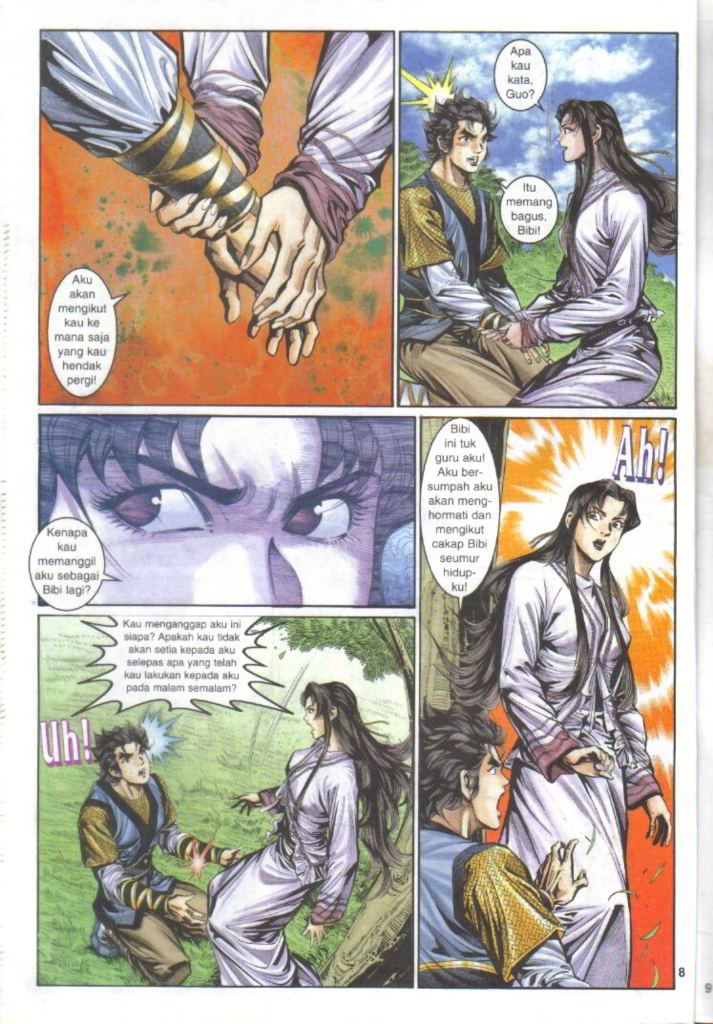 Aku
akan
mengikut
kau ke
mana saja
yang kau
hendak
pergi!
Apa
kau
kata,
Guo?
Itu
memang
bagus,
Bibi!
Kenapa
kau
memanggil
aku sebagai
Bibi lagi?
Bibi
ini tuk
guru aku!
Aku ber-
sumpah aku
akan meng-
hormati dan
mengikut
cakap Bibi
seumur
hidup-
ku!
Ah!
Kau menganggap aku ini
siapa? Apakah kau tidak
akan setia kepada aku
selepas apa yang telah
kau lakukan kepada aku
pada malam semalam?
Uh!
8
9